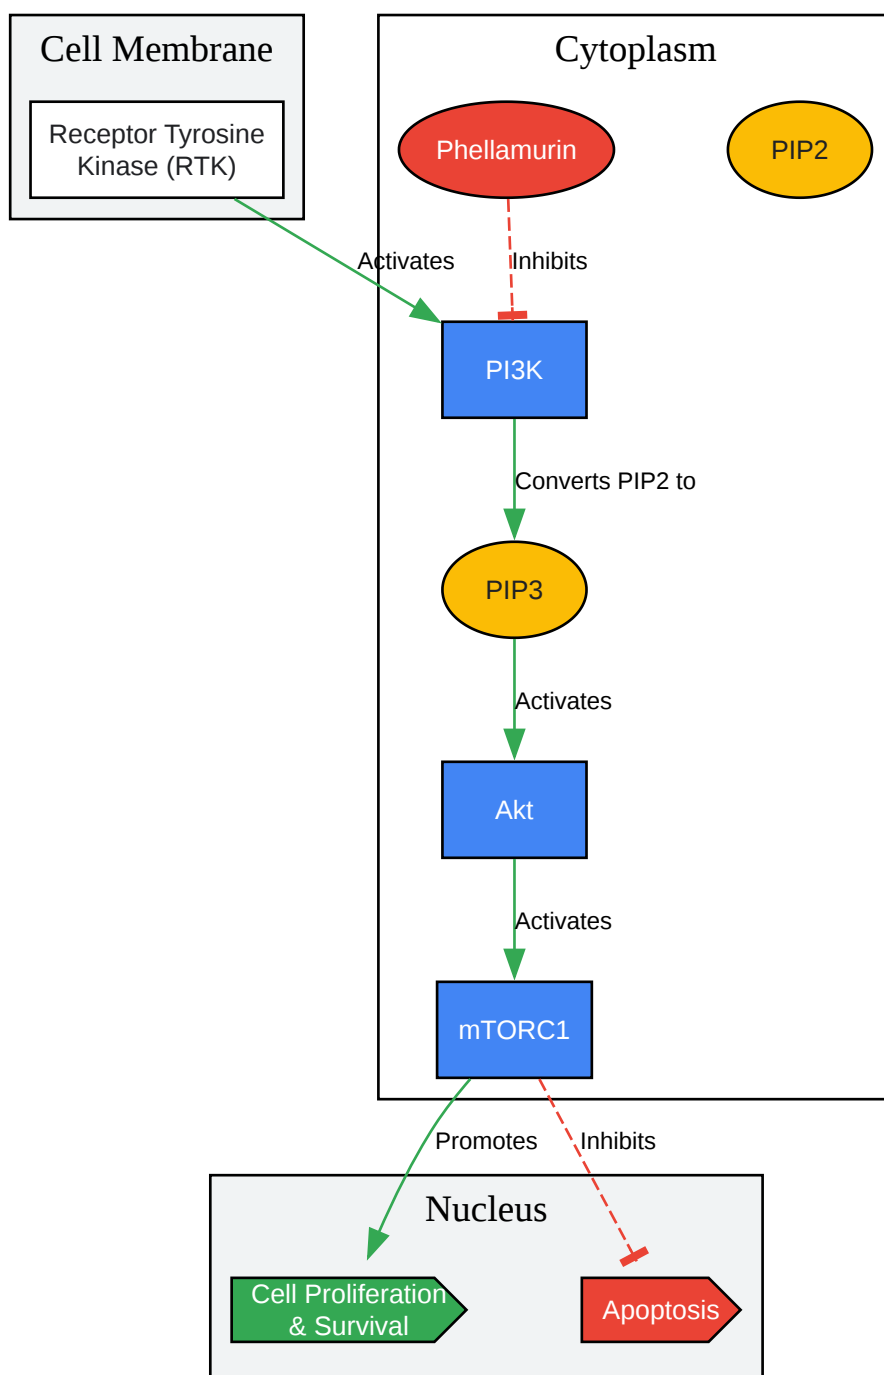 Cell Membrane
Receptor Tyrosine
Kinase (RTK)
Cytoplasm
Phellamurin
PIP2
Activates
Inhibits
PI3K
Converts PIP2 to
PIP3
Activates
Akt
Activates
mTORC1
Promotes
Inhibits
Nucleus
Cell Proliferation
& Survival
Apoptosis